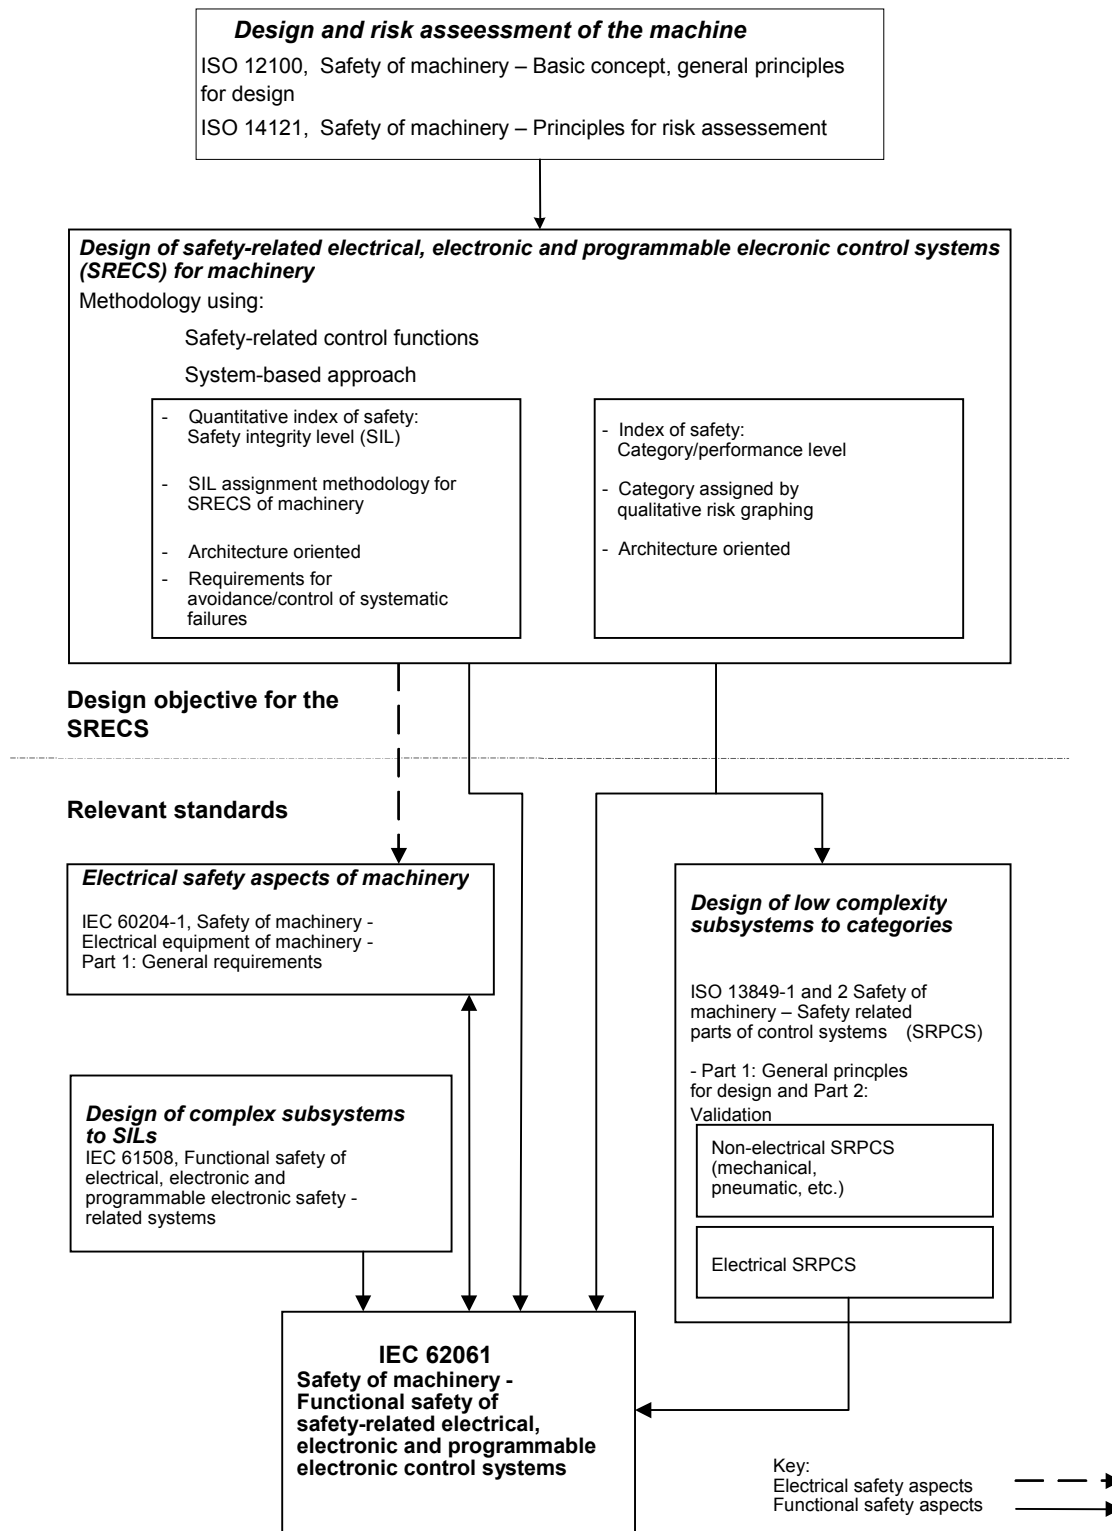 Design and risk asseessment of the machine
ISO 12100, Safety of machinery – Basic concept, general principles
for design
ISO 14121, Safety of machinery – Principles for risk assessement
Design of safety-related electrical, electronic and programmable elecronic control systems
(SRECS) for machinery
Methodology using:
Safety-related control functions
System-based approach
- Quantitative index of safety:
Safety integrity level (SIL)
- SIL assignment methodology for
SRECS of machinery
- Architecture oriented
- Requirements for
avoidance/control of systematic
failures
- Index of safety:
Category/performance level
- Category assigned by
qualitative risk graphing
- Architecture oriented
Design objective for the
SRECS
Relevant standards
Electrical safety aspects of machinery
IEC 60204-1, Safety of machinery -
Electrical equipment of machinery -
Part 1: General requirements
Design of low complexity
subsystems to categories
ISO 13849-1 and 2 Safety of
machinery – Safety related
parts of control systems (SRPCS)
- Part 1: General princples
for design and Part 2:
Validation
Non-electrical SRPCS
(mechanical,
pneumatic, etc.)
Electrical SRPCS
Design of complex subsystems
to SILs
IEC 61508, Functional safety of
electrical, electronic and
programmable electronic safety -
related systems
IEC 62061
Safety of machinery -
Functional safety of
safety-related electrical,
electronic and programmable
electronic control systems
Key:
Electrical safety aspects
Functional safety aspects